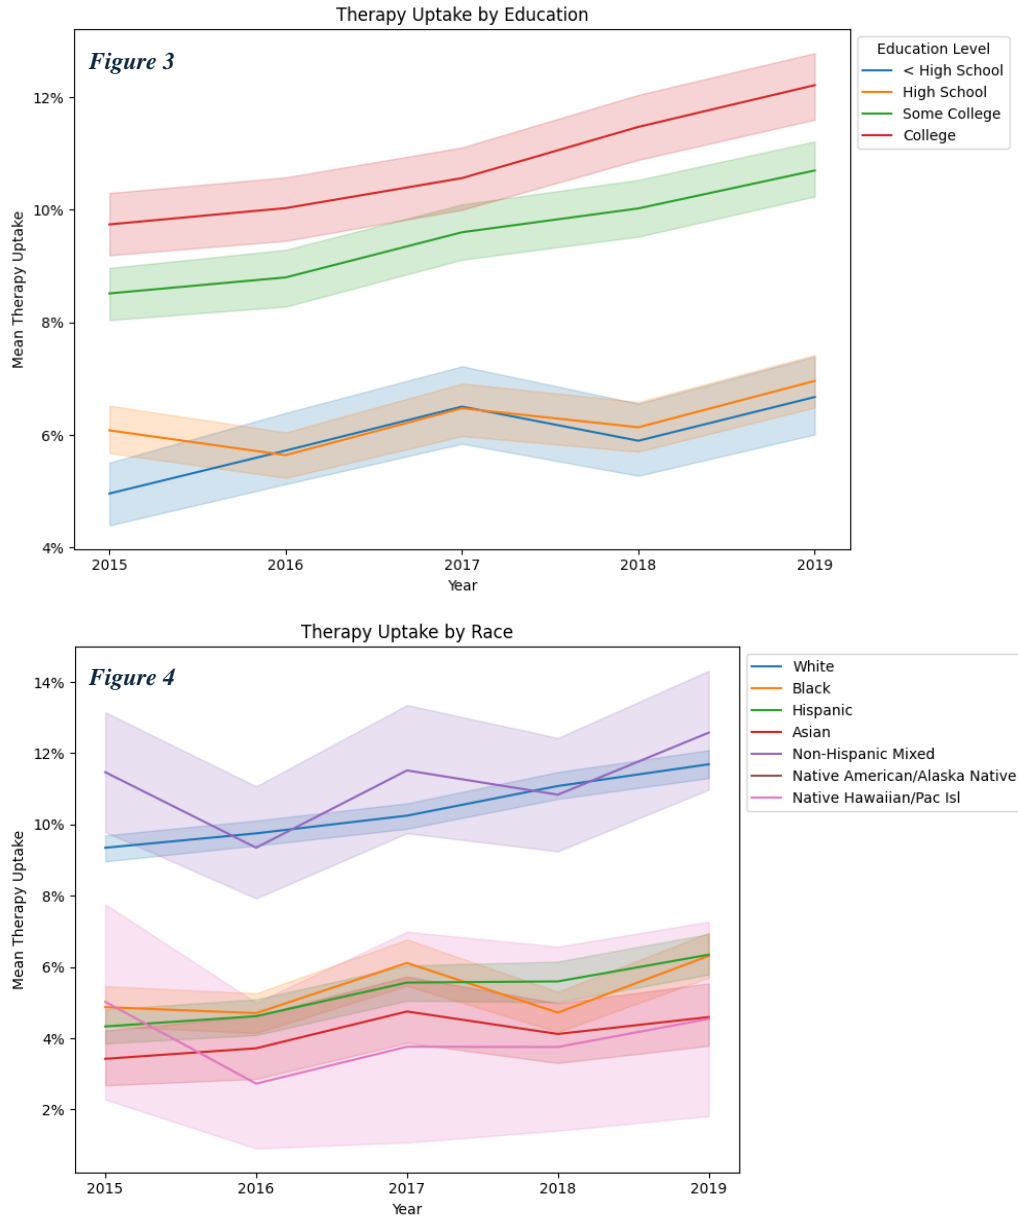 Therapy Uptake by Education
Figure 3
Education Level
< High School
High School
Some College
College
12%
10%
8%
6%
4%
Mean Therapy Uptake
2015 2016 2017 2018 2019
Year
Therapy Uptake by Race
Figure 4
White
Black
Hispanic
Asian
Non-Hispanic Mixed
Native American/Alaska Native
Native Hawaiian/Pac Isl
14%
12%
10%
8%
6%
4%
2%
Mean Therapy Uptake
2015 2016 2017 2018 2019
Year